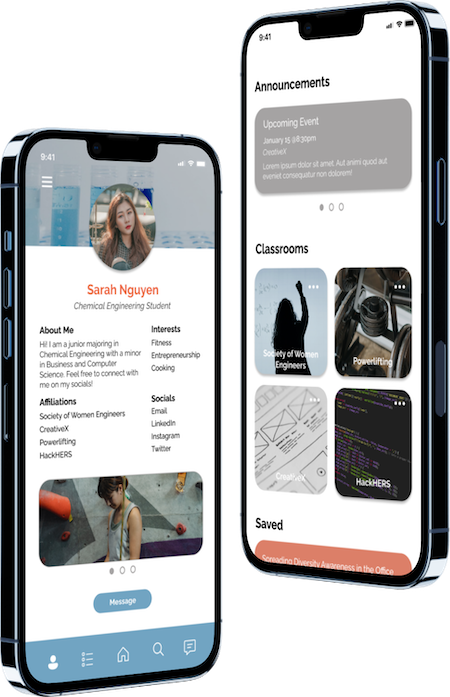 9:41
Sarah Nguyen
Chemical Engineering Student
About Me
Hi! I am a junior majoring in
Chemical Engineering with a minor
in Business and Computer
Science. Feel free to connect with
me on my socials!
Interests
Fitness
Entrepreneurship
Cooking
Affiliations
Society of Women Engineers
CreativeX
Powerlifting
HackHERS
Socials
Email
LinkedIn
Instagram
Twitter
Message
9:41
Announcements
Upcoming Event
January 15 @8:30pm
CreativeX
Lorem ipsum dolor sit amet. Aut animi quod aut
eveniet consequatur non dolorem!
Classrooms
Society of Women
Engineers
Powerlifting
CreativeX
HackHERS
Saved
Spreading Diversity Awareness in the Office